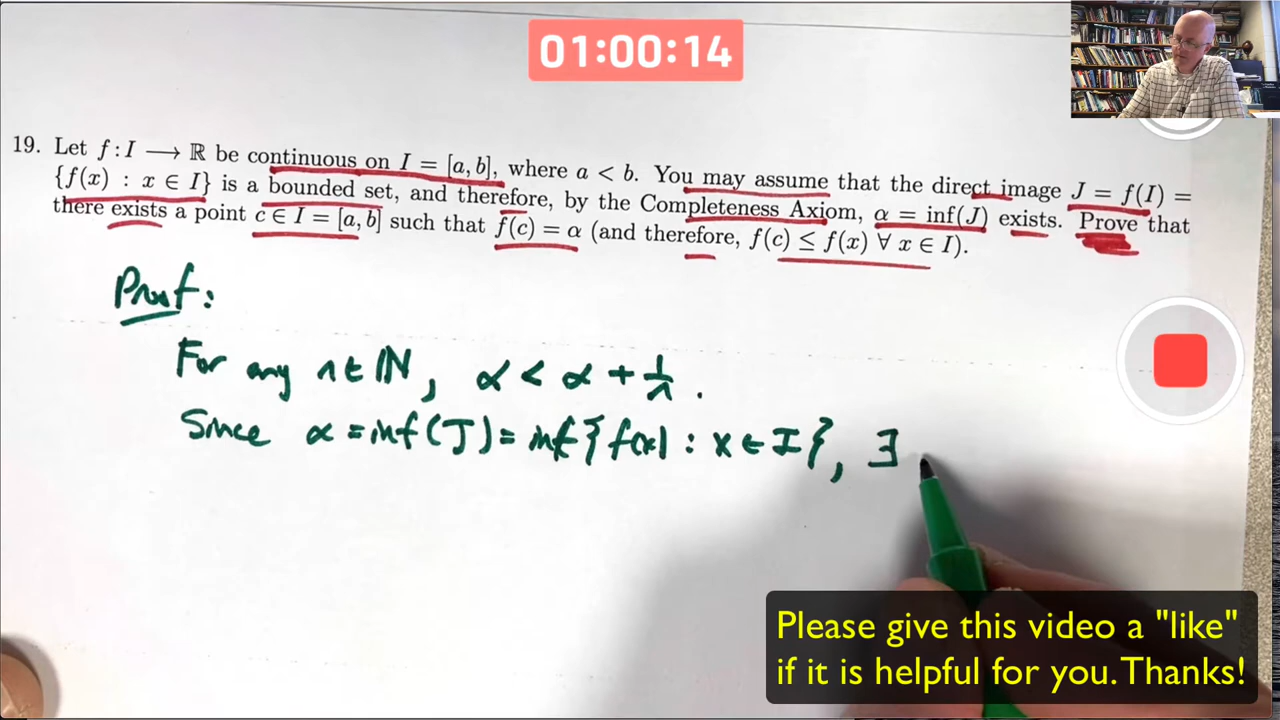 01:00:14
19. Let f : I ⟶ ℝ be continuous on I = [a, b], where a < b. You may assume that the direct image J = f(I) =
{f(x) : x ∈ I} is a bounded set, and therefore, by the Completeness Axiom, α = inf(J) exists. Prove that
there exists a point c ∈ I = [a, b] such that f(c) = α (and therefore, f(c) ≤ f(x) ∀ x ∈ I).
Proof:
For any n ∈ ℕ, α < α + 1/n.
Since α = inf(J) = inf{f(x) : x ∈ I}, ∃
Please give this video a "like"
if it is helpful for you. Thanks!